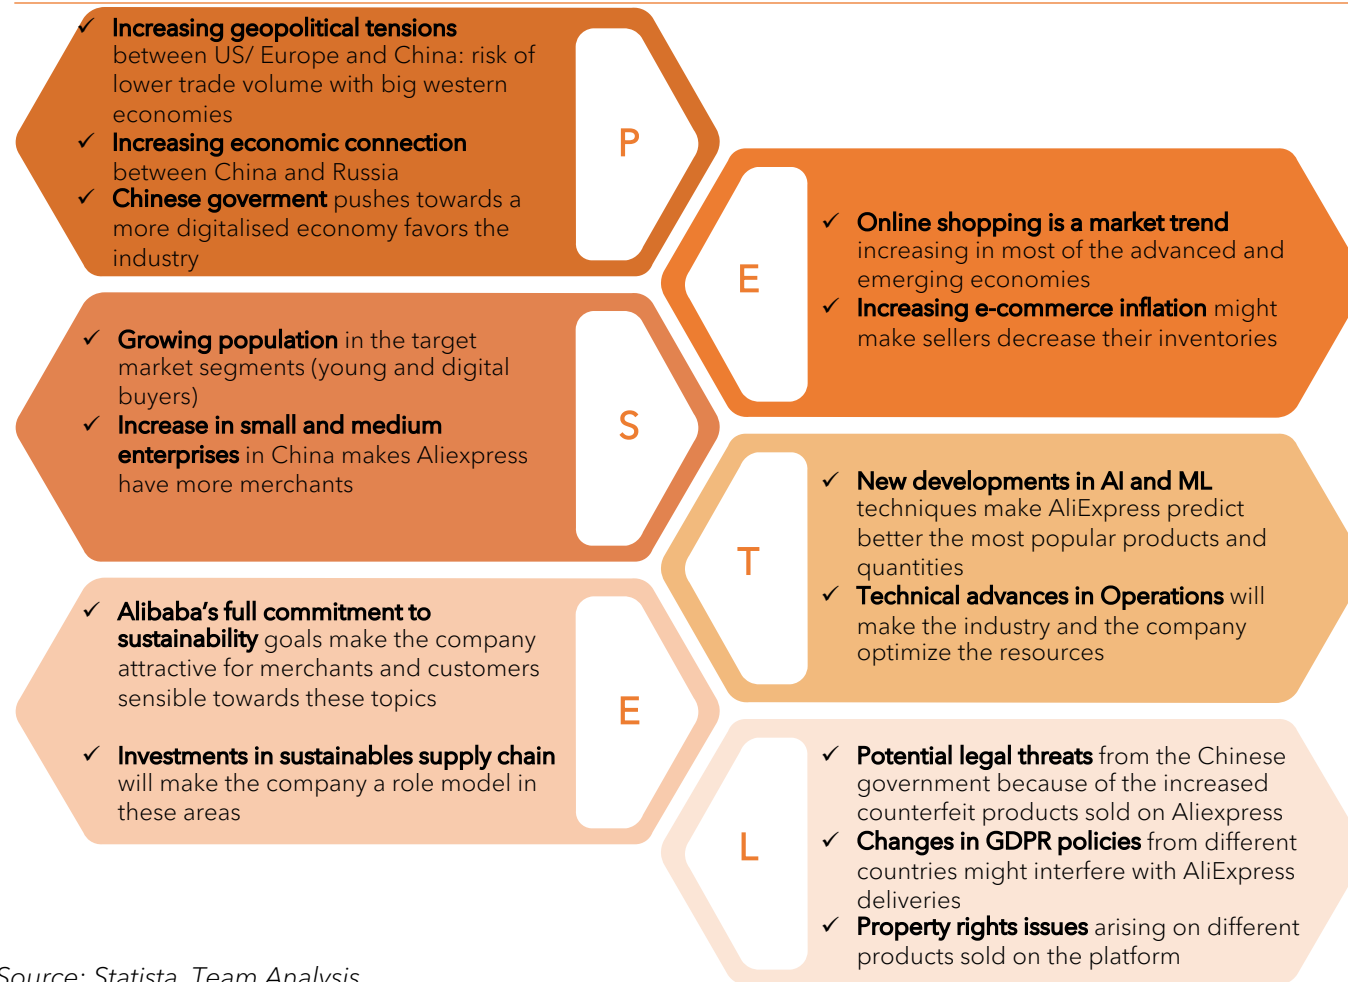 ✓ Increasing geopolitical tensions
between US/ Europe and China: risk of
lower trade volume with big western
economies
✓ Increasing economic connection
between China and Russia
✓ Chinese goverment pushes towards a
more digitalised economy favors the
industry
P
✓ Online shopping is a market trend
increasing in most of the advanced and
emerging economies
✓ Increasing e-commerce inflation might
make sellers decrease their inventories
E
✓ Growing population in the target
market segments (young and digital
buyers)
✓ Increase in small and medium
enterprises in China makes Aliexpress
have more merchants
S
✓ New developments in AI and ML
techniques make AliExpress predict
better the most popular products and
quantities
✓ Technical advances in Operations will
make the industry and the company
optimize the resources
T
✓ Alibaba's full commitment to
sustainability goals make the company
attractive for merchants and customers
sensible towards these topics
✓ Investments in sustainables supply chain
will make the company a role model in
these areas
E
✓ Potential legal threats from the Chinese
government because of the increased
counterfeit products sold on Aliexpress
✓ Changes in GDPR policies from different
countries might interfere with AliExpress
deliveries
✓ Property rights issues arising on different
products sold on the platform
L
Source: Statista, Team Analysis